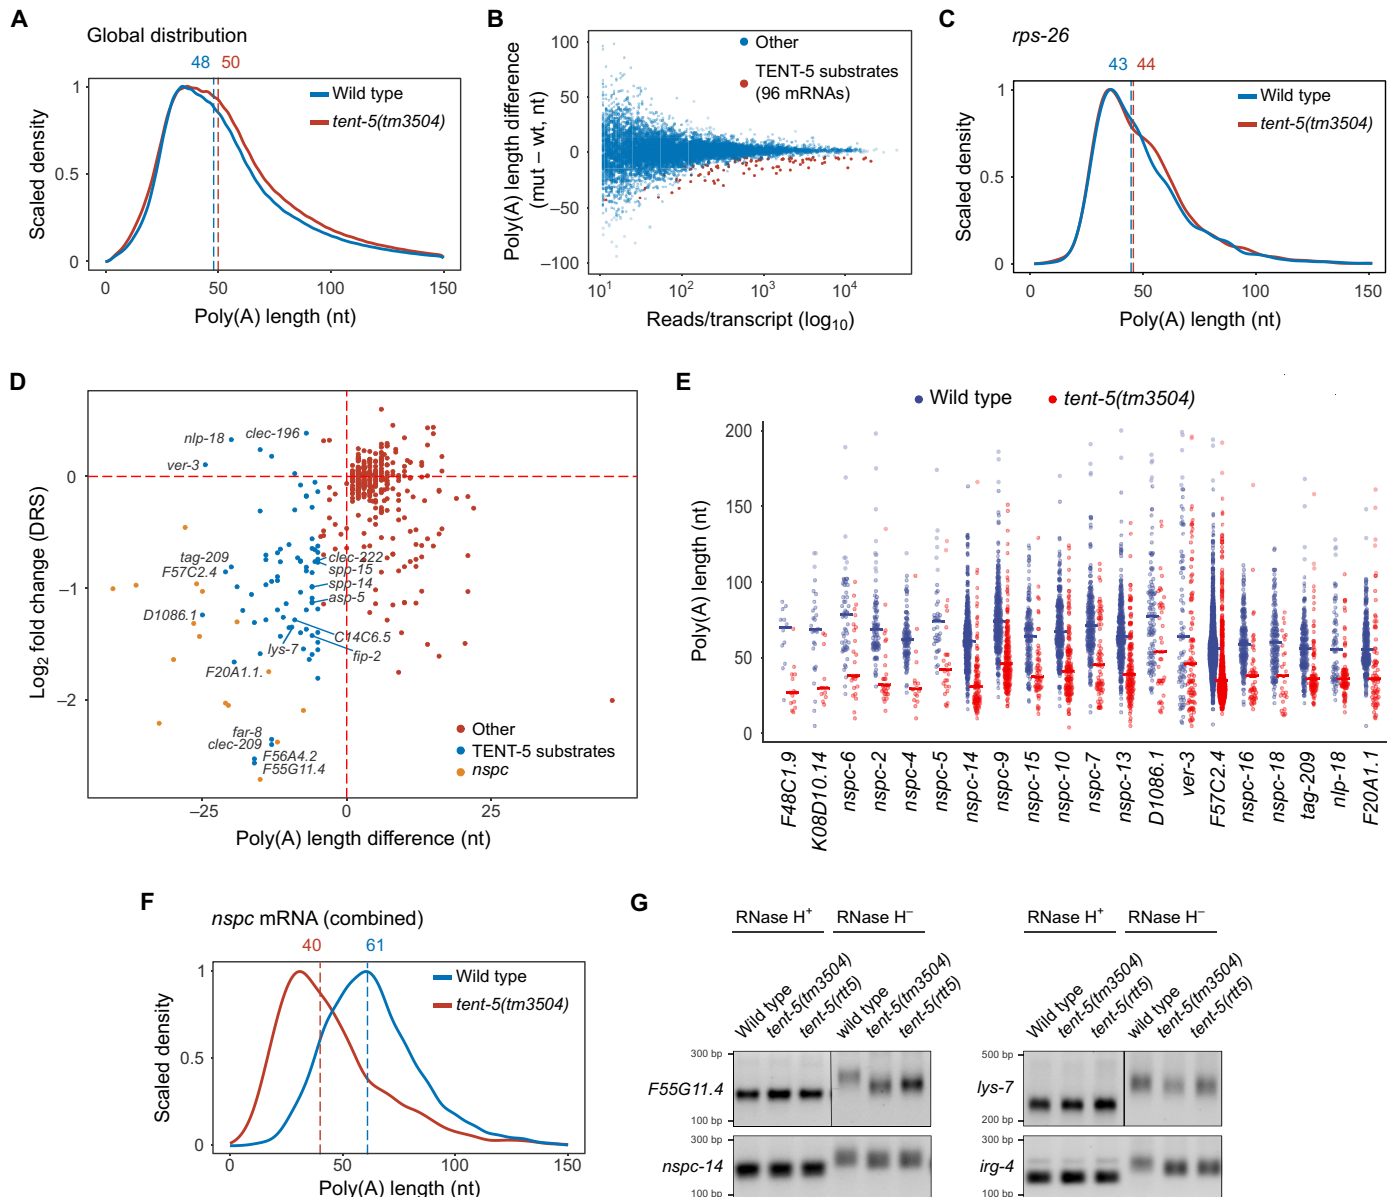 A
Global distribution
48 50
Wild type
tent-5(tm3504)
Scaled density
1
0.5
0
0 50 100 150
Poly(A) length (nt)
B
Other
TENT-5 substrates
(96 mRNAs)
Poly(A) length difference
(mut – wt, nt)
100
50
0
–50
–100
10¹ 10² 10³ 10⁴
Reads/transcript (log₁₀)
C
rps-26
43 44
Wild type
tent-5(tm3504)
Scaled density
1
0.5
0
0 50 100 150
Poly(A) length (nt)
D
Log₂ fold change (DRS)
0
–1
–2
nlp-18
clec-196
ver-3
tag-209
F57C2.4
clec-222
spp-15
spp-14
asp-5
D1086.1
C14C6.5
lys-7
fip-2
F20A1.1.
far-8
clec-209
F56A4.2
F55G11.4
Other
TENT-5 substrates
nspc
–25 0 25
Poly(A) length difference (nt)
E
Wild type
tent-5(tm3504)
Poly(A) length (nt)
200
150
100
50
0
F48C1.9
K08D10.14
nspc-6
nspc-2
nspc-4
nspc-5
nspc-14
nspc-9
nspc-15
nspc-10
nspc-7
nspc-13
D1086.1
ver-3
F57C2.4
nspc-16
nspc-18
tag-209
nlp-18
F20A1.1
F
nspc mRNA (combined)
40 61
Wild type
tent-5(tm3504)
Scaled density
1
0.5
0
0 50 100 150
Poly(A) length (nt)
G
RNase H⁺ RNase H⁻
Wild type
tent-5(tm3504)
tent-5(rtt5)
wild type
tent-5(tm3504)
tent-5(rtt5)
300 bp
F55G11.4
100 bp
300 bp
nspc-14
100 bp
RNase H⁺ RNase H⁻
Wild type
tent-5(tm3504)
tent-5(rtt5)
wild type
tent-5(tm3504)
tent-5(rtt5)
500 bp
lys-7
200 bp
300 bp
irg-4
100 bp